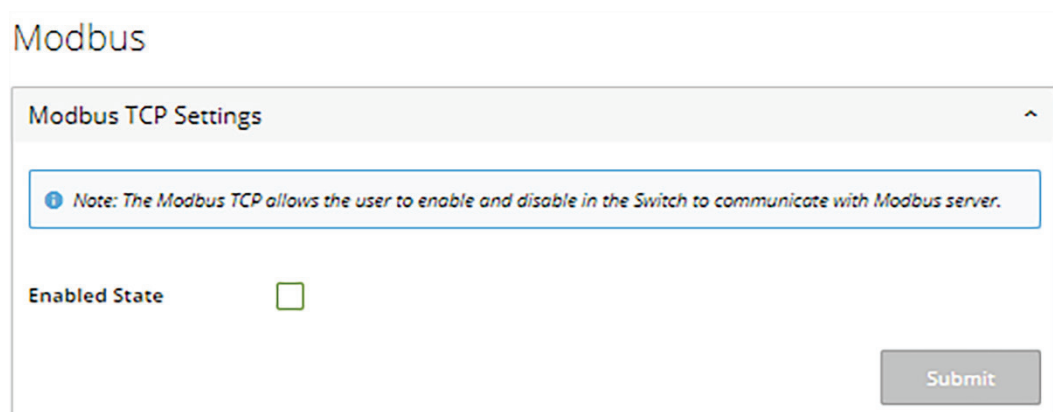 Modbus
Modbus TCP Settings
Note: The Modbus TCP allows the user to enable and disable in the Switch to communicate with Modbus server.
Enabled State
Submit